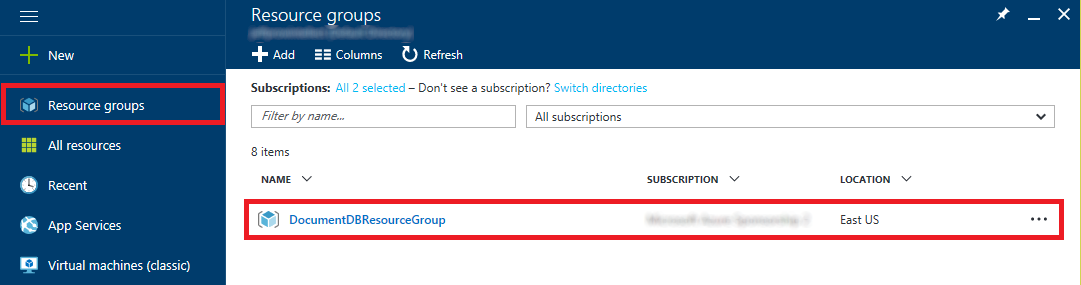 Resource groups
Add Columns Refresh
New
Subscriptions: All 2 selected – Don't see a subscription? Switch directories
Resource groups
Filter by name... All subscriptions
All resources
8 items
Recent
NAME SUBSCRIPTION LOCATION
App Services
DocumentDBResourceGroup East US
Virtual machines (classic)